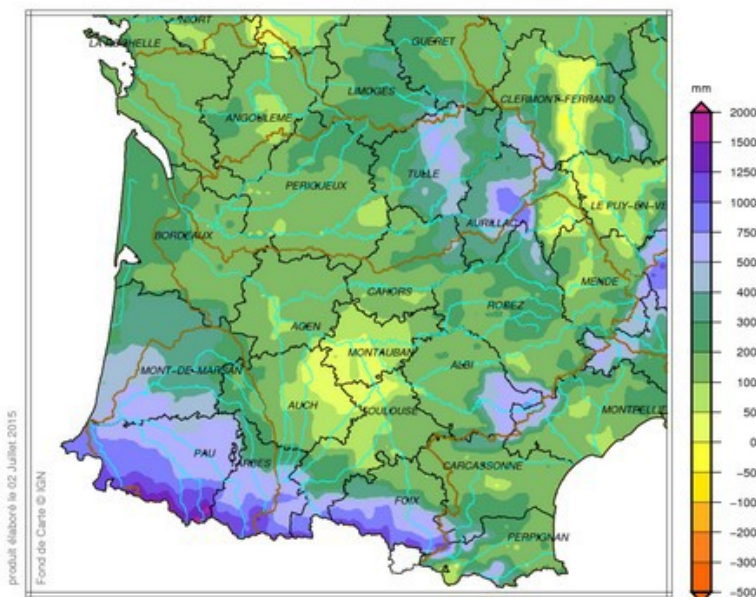 NIORT
LA ROCHELLE
GUERET
LIMOGES
CLERMONT-FERRAND
ANGOULEME
TULLE
PERIGUEUX
LE PUY-EN-VE
AURILLAC
BORDEAUX
MENDE
CAHORS
RODEZ
AGEN
MONTAUBAN
ALBI
MONT-DE-MARSAN
AUCH
TOULOUSE
MONTPELLIE
PAU
TARBES
CARCASSONNE
FOIX
PERPIGNAN
mm
2000
1500
1250
1000
750
500
400
300
200
100
50
0
-50
-100
-200
-300
-500
produit élaboré le 02 Juillet 2015
Fond de Carte © IGN